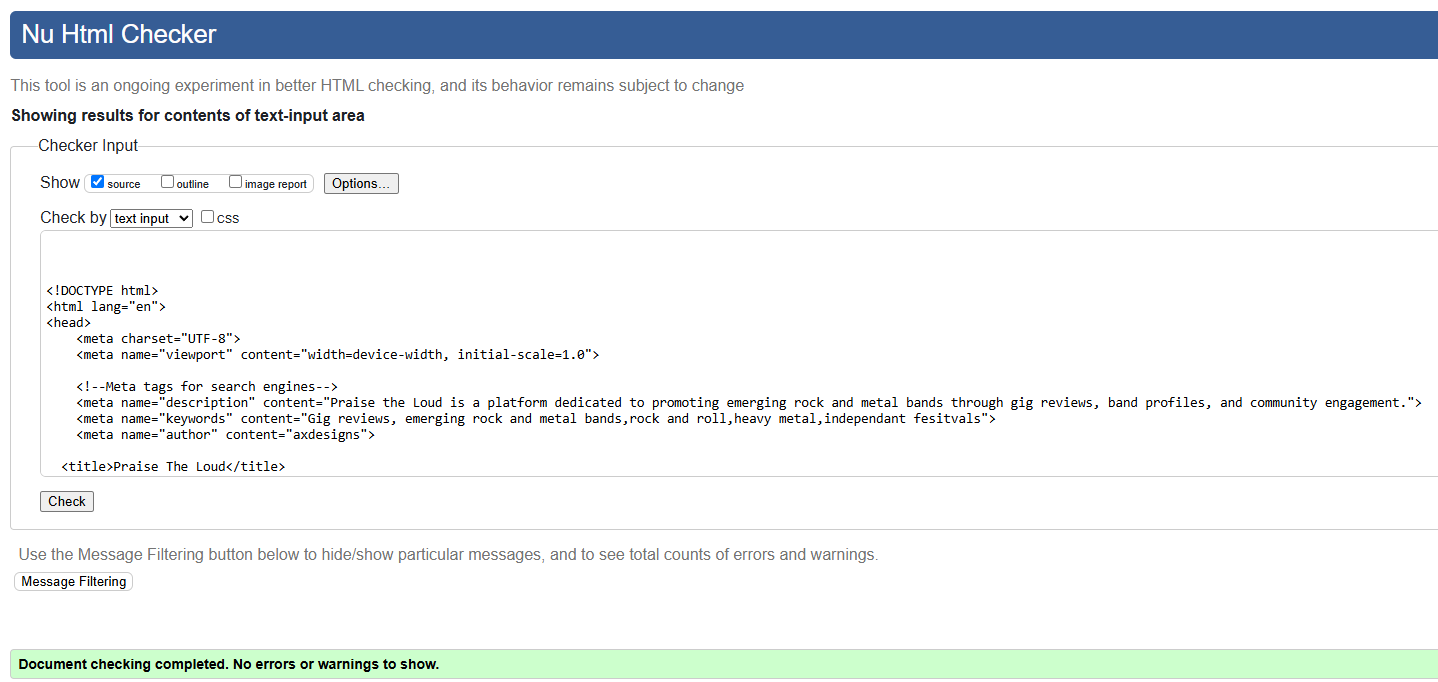 Nu Html Checker
This tool is an ongoing experiment in better HTML checking, and its behavior remains subject to change
Showing results for contents of text-input area
Checker Input
Show source outline image report Options...
Check by text input css
<!DOCTYPE html>
<html lang="en">
<head>
    <meta charset="UTF-8">
    <meta name="viewport" content="width=device-width, initial-scale=1.0">
    <!--Meta tags for search engines-->
    <meta name="description" content="Praise the Loud is a platform dedicated to promoting emerging rock and metal bands through gig reviews, band profiles, and community engagement.">
    <meta name="keywords" content="Gig reviews, emerging rock and metal bands,rock and roll,heavy metal,independant fesitvals">
    <meta name="author" content="axdesigns">
  <title>Praise The Loud</title>
Check
Use the Message Filtering button below to hide/show particular messages, and to see total counts of errors and warnings.
Message Filtering
Document checking completed. No errors or warnings to show.